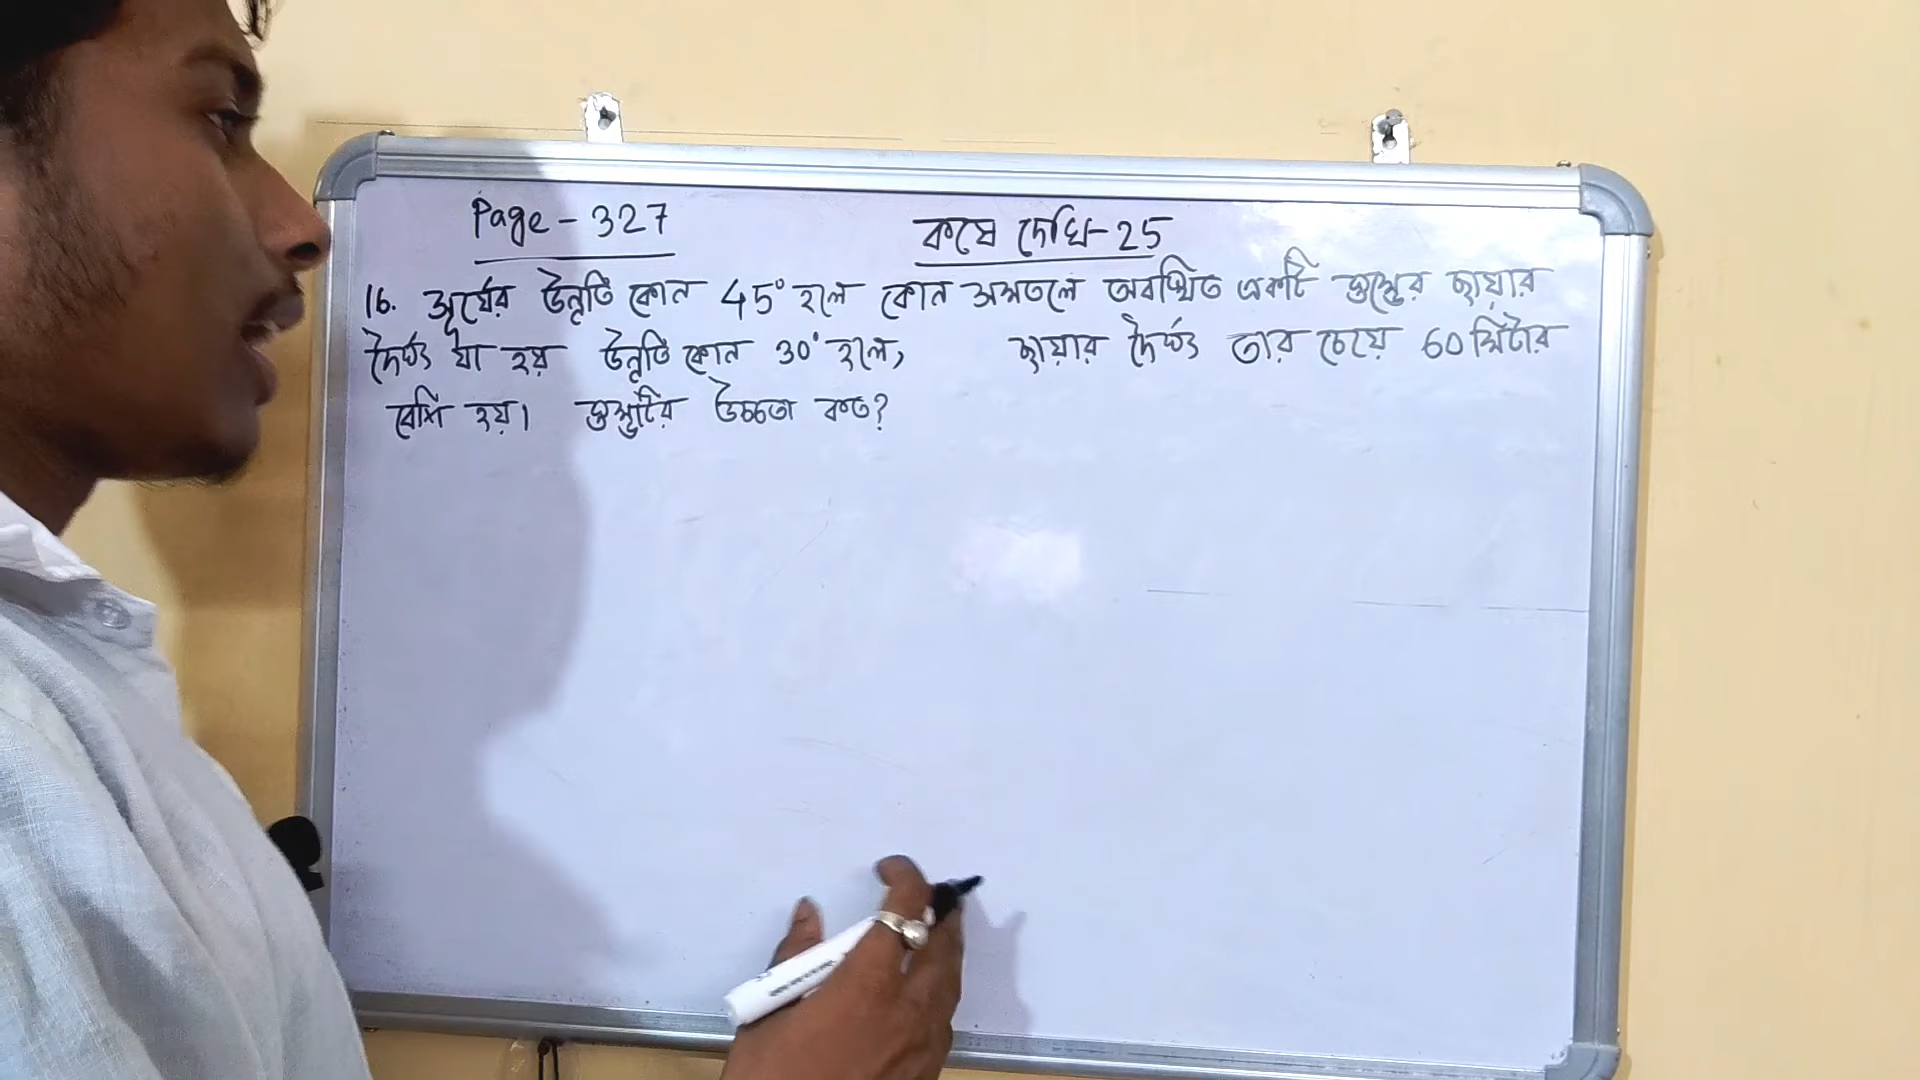 Page - 327
কষে দেখি-25
16. সূর্যের উন্নতি কোন 45° হলে কোন সমতলে অবস্থিত একটি স্তম্ভের ছায়ার
দৈর্ঘ্য যা হয় উন্নতি কোন 30° হলে, ছায়ার দৈর্ঘ্য তার চেয়ে 60 মিটার
বেশি হয়। স্তম্ভটির উচ্চতা কত?